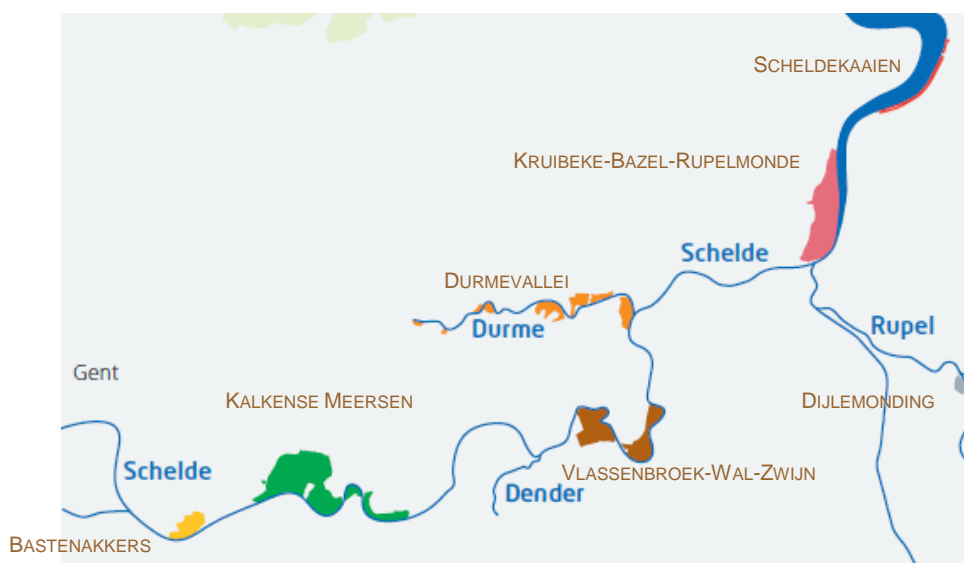 SCHELDEKAAIEN
KRUIBEKE-BAZEL-RUPELMONDE
Schelde
DURMEVALLEI
Durme
Rupel
Gent
KALKENSE MEERSEN
DIJLEMONDING
Schelde
VLASSENBROEK-WAL-ZWIJN
Dender
BASTENAKKERS